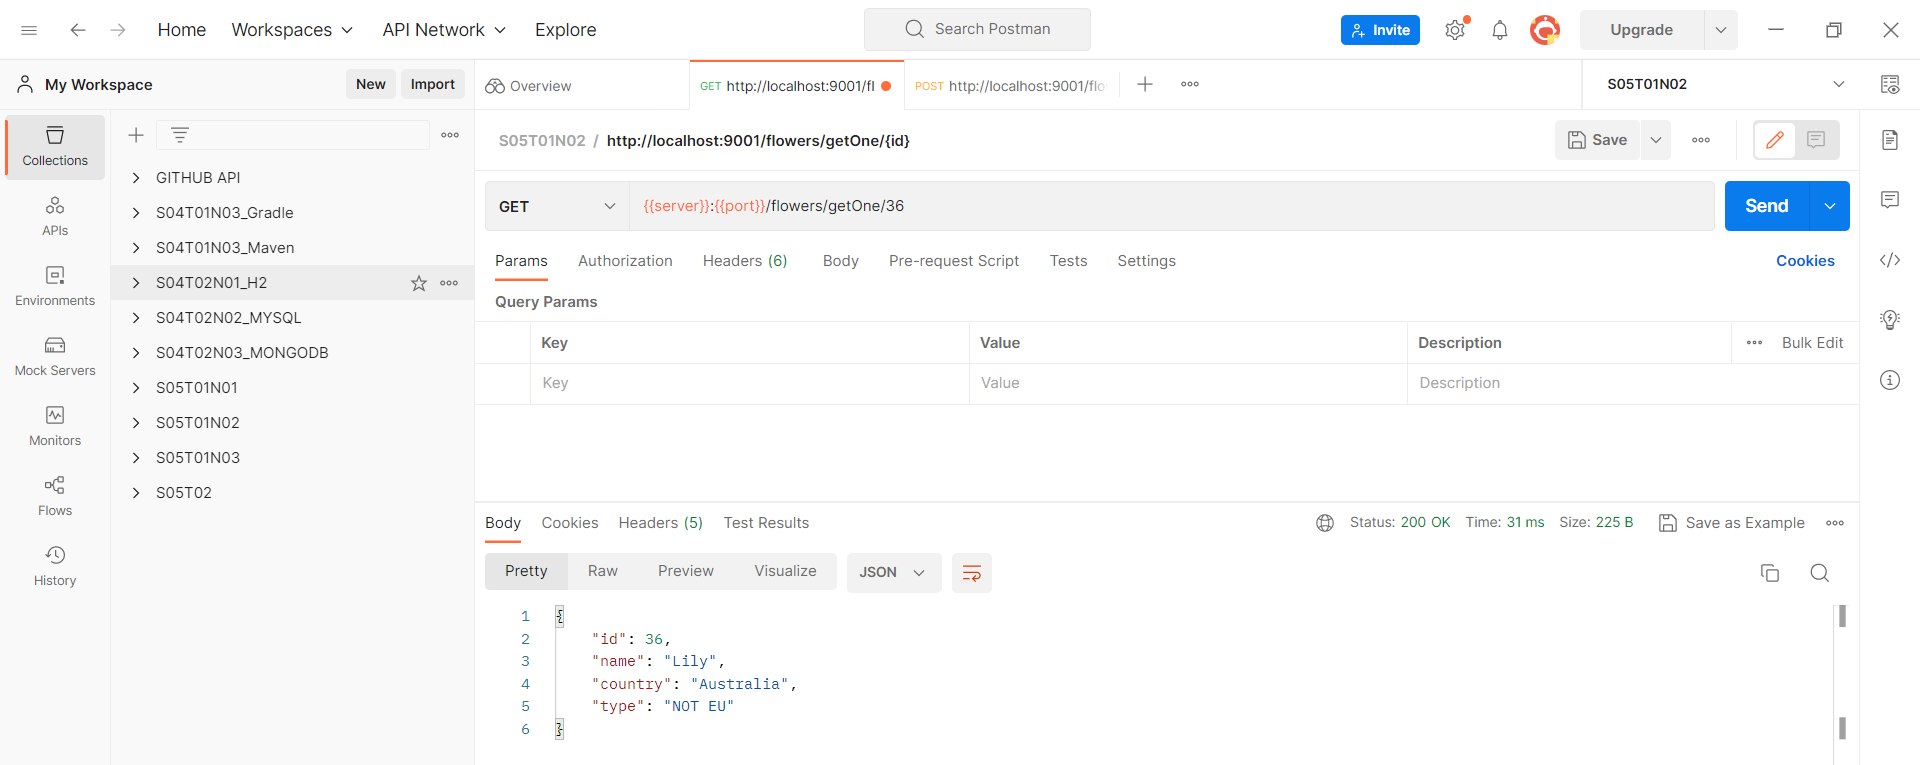 Home Workspaces API Network Explore Search Postman Invite Upgrade
My Workspace New Import Overview GET http://localhost:9001/fl POST http://localhost:9001/flo S05T01N02
Collections
APIs
Environments
Mock Servers
Monitors
Flows
History
GITHUB API
S04T01N03_Gradle
S04T01N03_Maven
S04T02N01_H2
S04T02N02_MYSQL
S04T02N03_MONGODB
S05T01N01
S05T01N02
S05T01N03
S05T02
S05T01N02 / http://localhost:9001/flowers/getOne/{id} Save
GET {{server}}:{{port}}/flowers/getOne/36 Send
Params Authorization Headers (6) Body Pre-request Script Tests Settings Cookies
Query Params
Key Value Description Bulk Edit
Key Value Description
Body Cookies Headers (5) Test Results Status: 200 OK Time: 31 ms Size: 225 B Save as Example
Pretty Raw Preview Visualize JSON
1 {
2 "id": 36,
3 "name": "Lily",
4 "country": "Australia",
5 "type": "NOT EU"
6 }